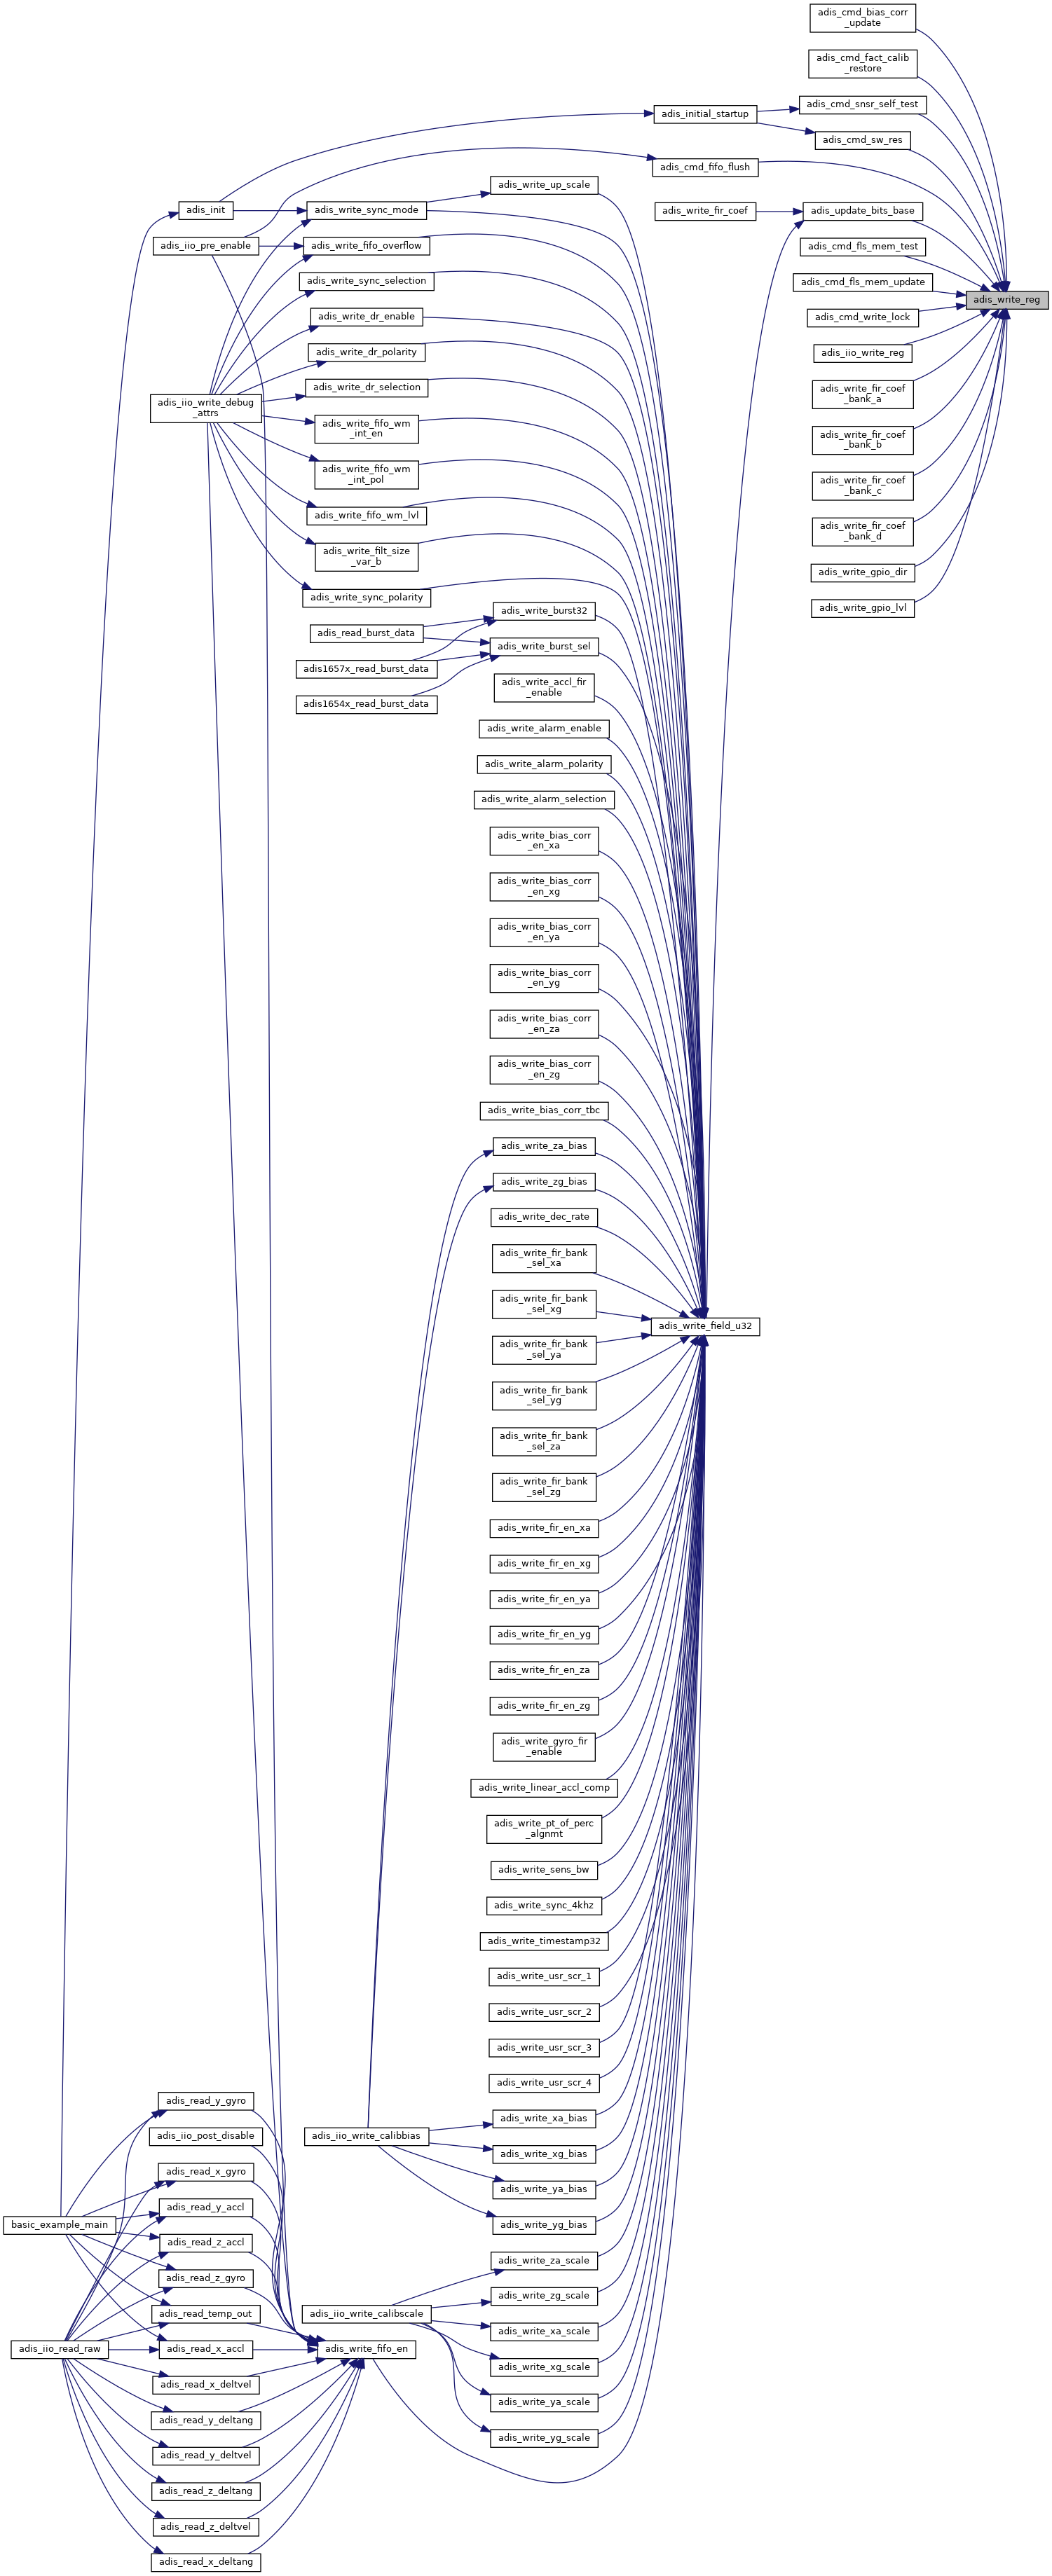 adis_cmd_bias_corr
_update
adis_cmd_fact_calib
_restore
adis_cmd_snsr_self_test
adis_initial_startup
adis_cmd_sw_res
adis_cmd_fifo_flush
adis_write_up_scale
adis_init
adis_write_sync_mode
adis_write_fir_coef
adis_update_bits_base
adis_iio_pre_enable
adis_write_fifo_overflow
adis_cmd_fls_mem_test
adis_write_sync_selection
adis_cmd_fls_mem_update
adis_write_reg
adis_write_dr_enable
adis_cmd_write_lock
adis_write_dr_polarity
adis_iio_write_reg
adis_write_dr_selection
adis_write_fir_coef
_bank_a
adis_iio_write_debug
_attrs
adis_write_fifo_wm
_int_en
adis_write_fir_coef
_bank_b
adis_write_fifo_wm
_int_pol
adis_write_fir_coef
_bank_c
adis_write_fifo_wm_lvl
adis_write_fir_coef
_bank_d
adis_write_filt_size
_var_b
adis_write_gpio_dir
adis_write_sync_polarity
adis_write_gpio_lvl
adis_write_burst32
adis_read_burst_data
adis_write_burst_sel
adis1657x_read_burst_data
adis_write_accl_fir
_enable
adis1654x_read_burst_data
adis_write_alarm_enable
adis_write_alarm_polarity
adis_write_alarm_selection
adis_write_bias_corr
_en_xa
adis_write_bias_corr
_en_xg
adis_write_bias_corr
_en_ya
adis_write_bias_corr
_en_yg
adis_write_bias_corr
_en_za
adis_write_bias_corr
_en_zg
adis_write_bias_corr_tbc
adis_write_za_bias
adis_write_zg_bias
adis_write_dec_rate
adis_write_fir_bank
_sel_xa
adis_write_fir_bank
_sel_xg
adis_write_field_u32
adis_write_fir_bank
_sel_ya
adis_write_fir_bank
_sel_yg
adis_write_fir_bank
_sel_za
adis_write_fir_bank
_sel_zg
adis_write_fir_en_xa
adis_write_fir_en_xg
adis_write_fir_en_ya
adis_write_fir_en_yg
adis_write_fir_en_za
adis_write_fir_en_zg
adis_write_gyro_fir
_enable
adis_write_linear_accl_comp
adis_write_pt_of_perc
_algnmt
adis_write_sens_bw
adis_write_sync_4khz
adis_write_timestamp32
adis_write_usr_scr_1
adis_write_usr_scr_2
adis_write_usr_scr_3
adis_write_usr_scr_4
adis_read_y_gyro
adis_write_xa_bias
adis_iio_post_disable
adis_iio_write_calibbias
adis_write_xg_bias
adis_read_x_gyro
adis_write_ya_bias
adis_read_y_accl
basic_example_main
adis_write_yg_bias
adis_read_z_accl
adis_write_za_scale
adis_read_z_gyro
adis_write_zg_scale
adis_read_temp_out
adis_iio_write_calibscale
adis_write_xa_scale
adis_iio_read_raw
adis_read_x_accl
adis_write_fifo_en
adis_write_xg_scale
adis_read_x_deltvel
adis_write_ya_scale
adis_read_y_deltang
adis_write_yg_scale
adis_read_y_deltvel
adis_read_z_deltang
adis_read_z_deltvel
adis_read_x_deltang